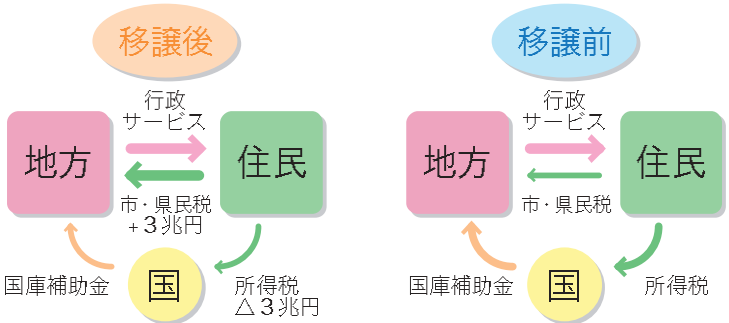 移譲後
行政
サービス
地方
住民
市・県民税
+3兆円
国庫補助金
国
所得税
△3兆円
移譲前
行政
サービス
地方
住民
市・県民税
国庫補助金
国
所得税